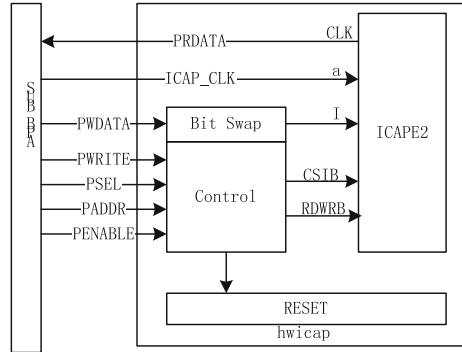 CLK
PRDATA
ICAP_CLK
a
PWDATA
Bit Swap
I
ICAPE2
PWRITE
PSEL
Control
CSIB
PADDR
RDWRB
PENABLE
RESET
hwicap